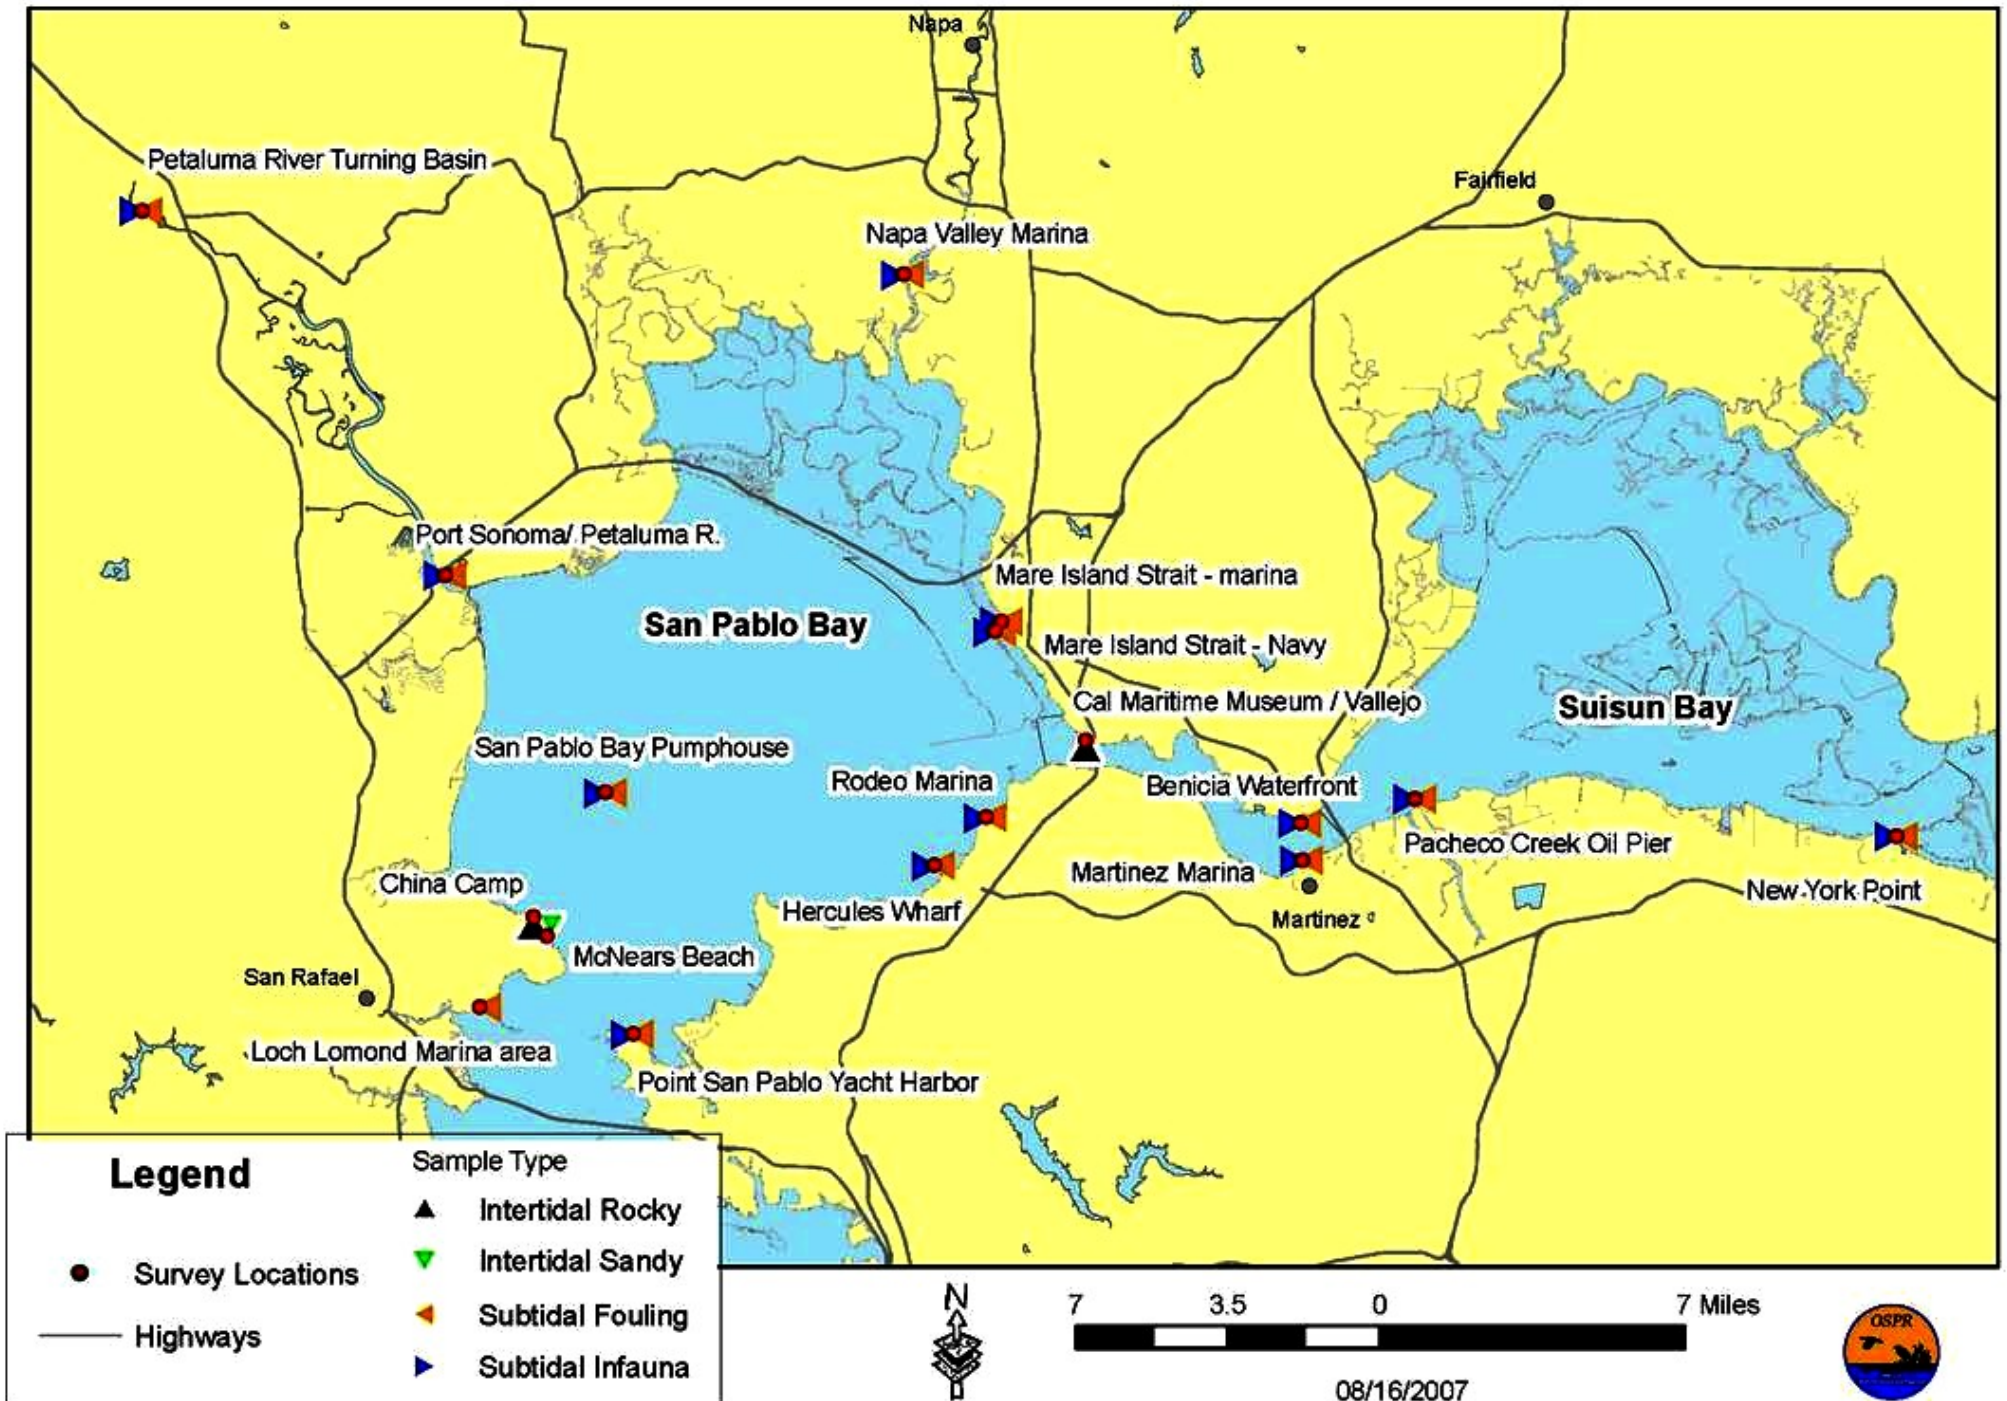 Napa
Petaluma River Turning Basin
Fairfield
Napa Valley Marina
Port Sonoma/ Petaluma R.
Mare Island Strait - marina
San Pablo Bay
Mare Island Strait - Navy
Cal Maritime Museum / Vallejo
Suisun Bay
San Pablo Bay Pumphouse
Rodeo Marina
Benicia Waterfront
Pacheco Creek Oil Pier
Martinez Marina
China Camp
New York Point
Hercules Wharf
Martinez
McNears Beach
San Rafael
Loch Lomond Marina area
Point San Pablo Yacht Harbor
Legend
Survey Locations
Highways
Sample Type
Intertidal Rocky
Intertidal Sandy
Subtidal Fouling
Subtidal Infauna
N
7 3.5 0 7 Miles
08/16/2007
OSPR